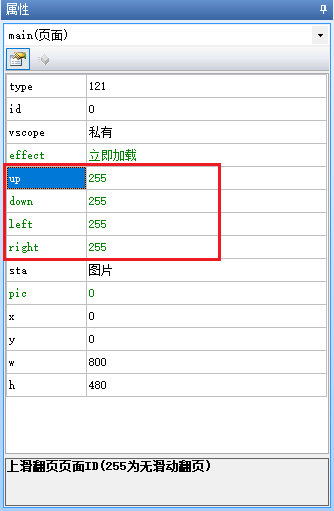 属性
main(页面)
type 121
id 0
vscope 私有
effect 立即加载
up 255
down 255
left 255
right 255
sta 图片
pic 0
x 0
y 0
w 800
h 480
上滑翻页页面ID(255为无滑动翻页)